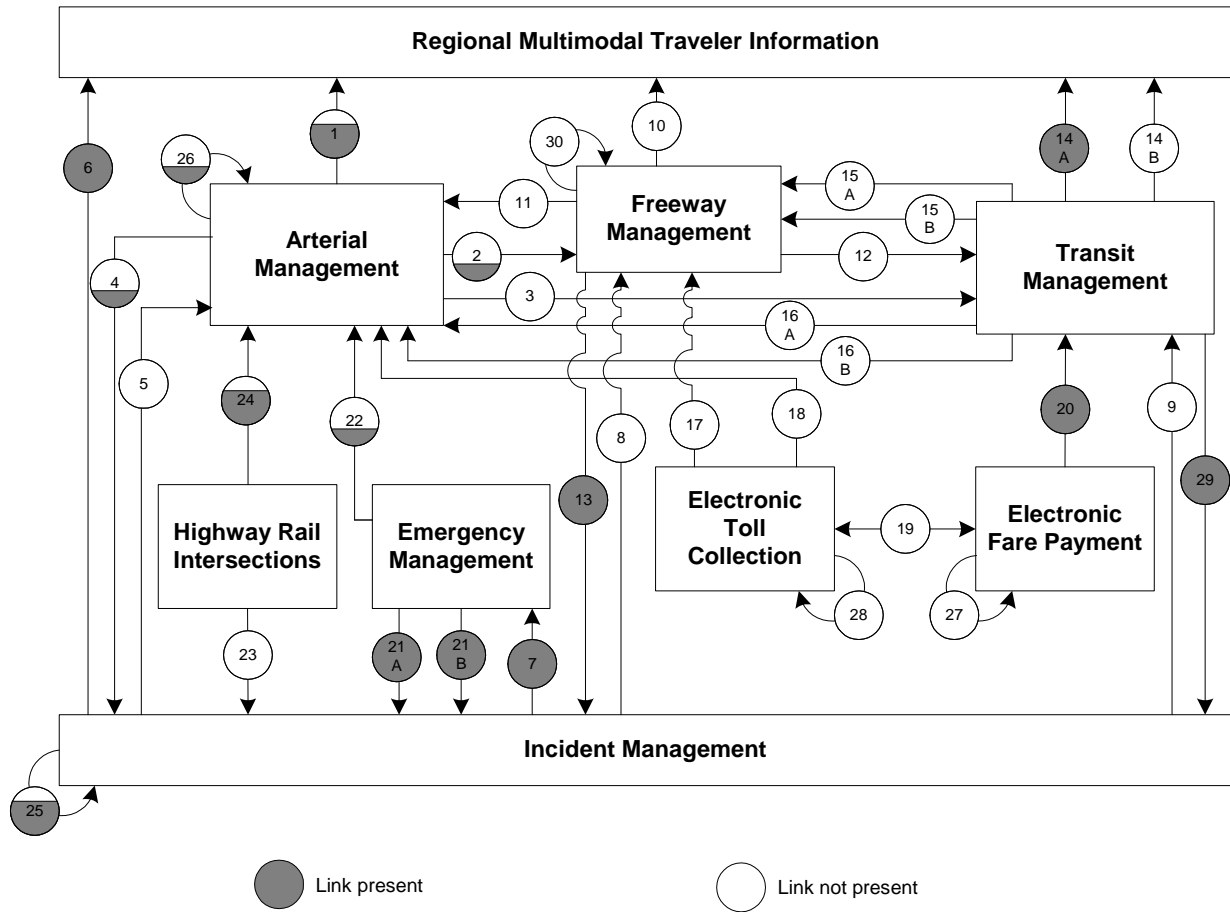 Regional Multimodal Traveler Information
1
10
14
A
14
B
6
26
30
15
A
11
Freeway
Management
15
B
Arterial
Management
2
12
Transit
Management
4
3
16
A
16
B
5
24
22
8
17
18
20
9
13
29
Highway Rail
Intersections
Emergency
Management
Electronic
Toll
Collection
19
Electronic
Fare Payment
28
27
23
21
A
21
B
7
Incident Management
25
Link present
Link not present